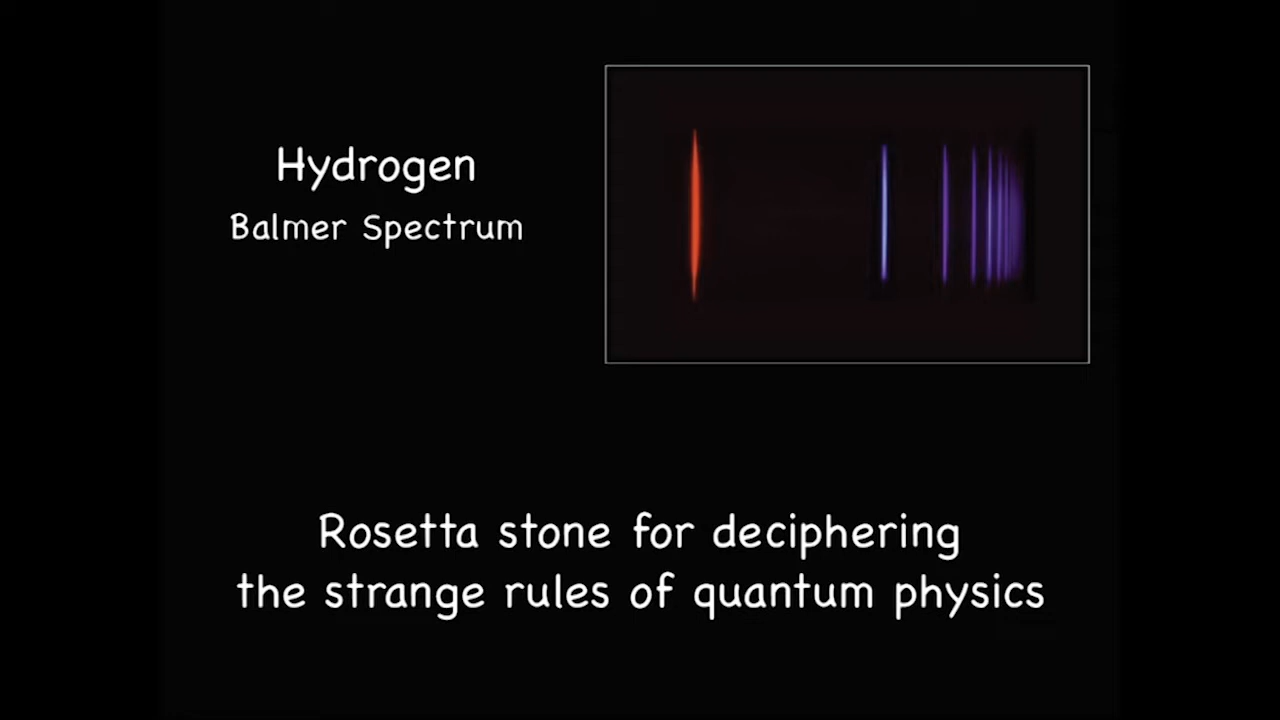 Hydrogen
Balmer Spectrum
Rosetta stone for deciphering
the strange rules of quantum physics